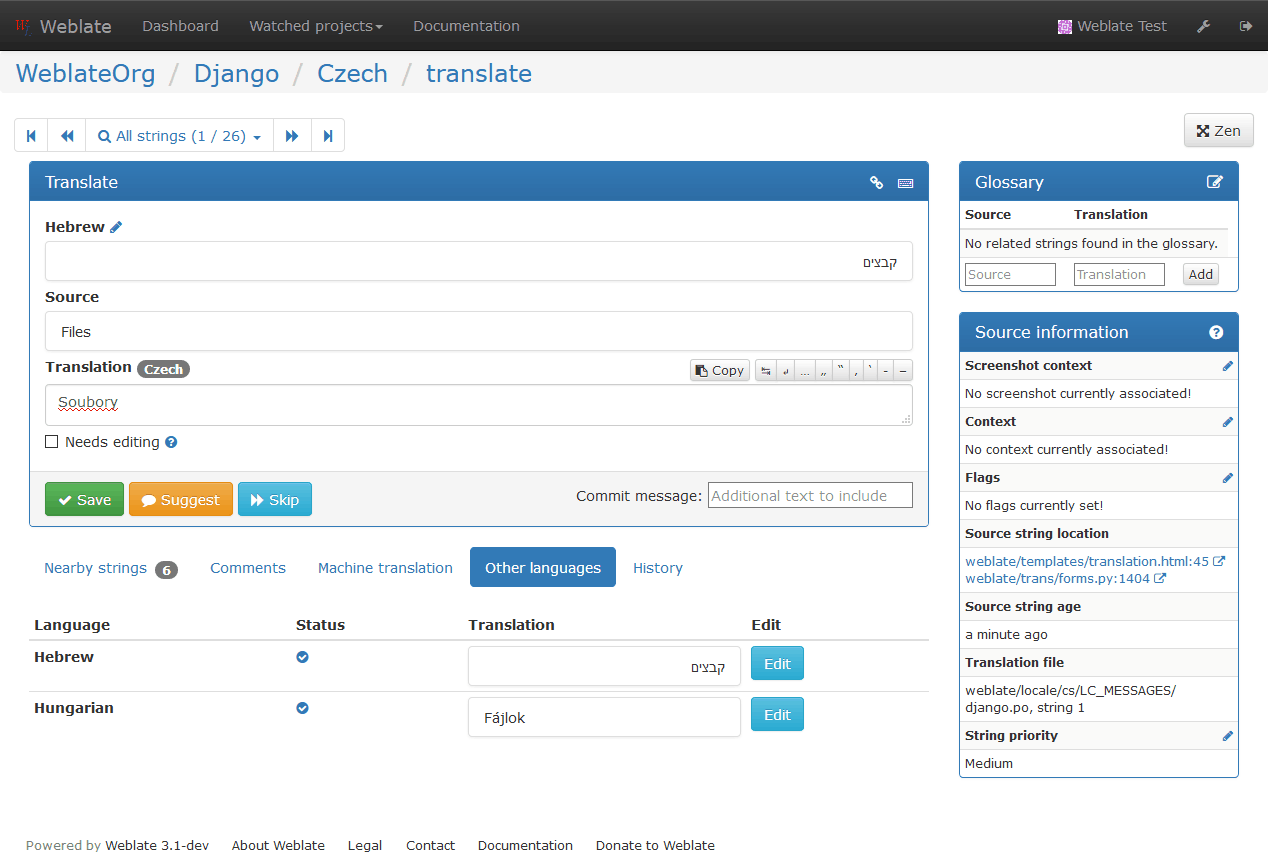 Weblate Dashboard Watched projects Documentation Weblate Test
WeblateOrg / Django / Czech / translate
All strings (1 / 26)
Zen
Translate
Hebrew
קבצים
Source
Files
Translation Czech
Copy ↹ ↲ … „ “ ‚ ‘ - –
Soubory
Needs editing
Save Suggest Skip Commit message: Additional text to include
Nearby strings 6 Comments Machine translation Other languages History
Language Status Translation Edit
Hebrew קבצים Edit
Hungarian Fájlok Edit
Glossary
Source Translation
No related strings found in the glossary.
Source Translation Add
Source information
Screenshot context
No screenshot currently associated!
Context
No context currently associated!
Flags
No flags currently set!
Source string location
weblate/templates/translation.html:45
weblate/trans/forms.py:1404
Source string age
a minute ago
Translation file
weblate/locale/cs/LC_MESSAGES/
django.po, string 1
String priority
Medium
Powered by Weblate 3.1-dev About Weblate Legal Contact Documentation Donate to Weblate